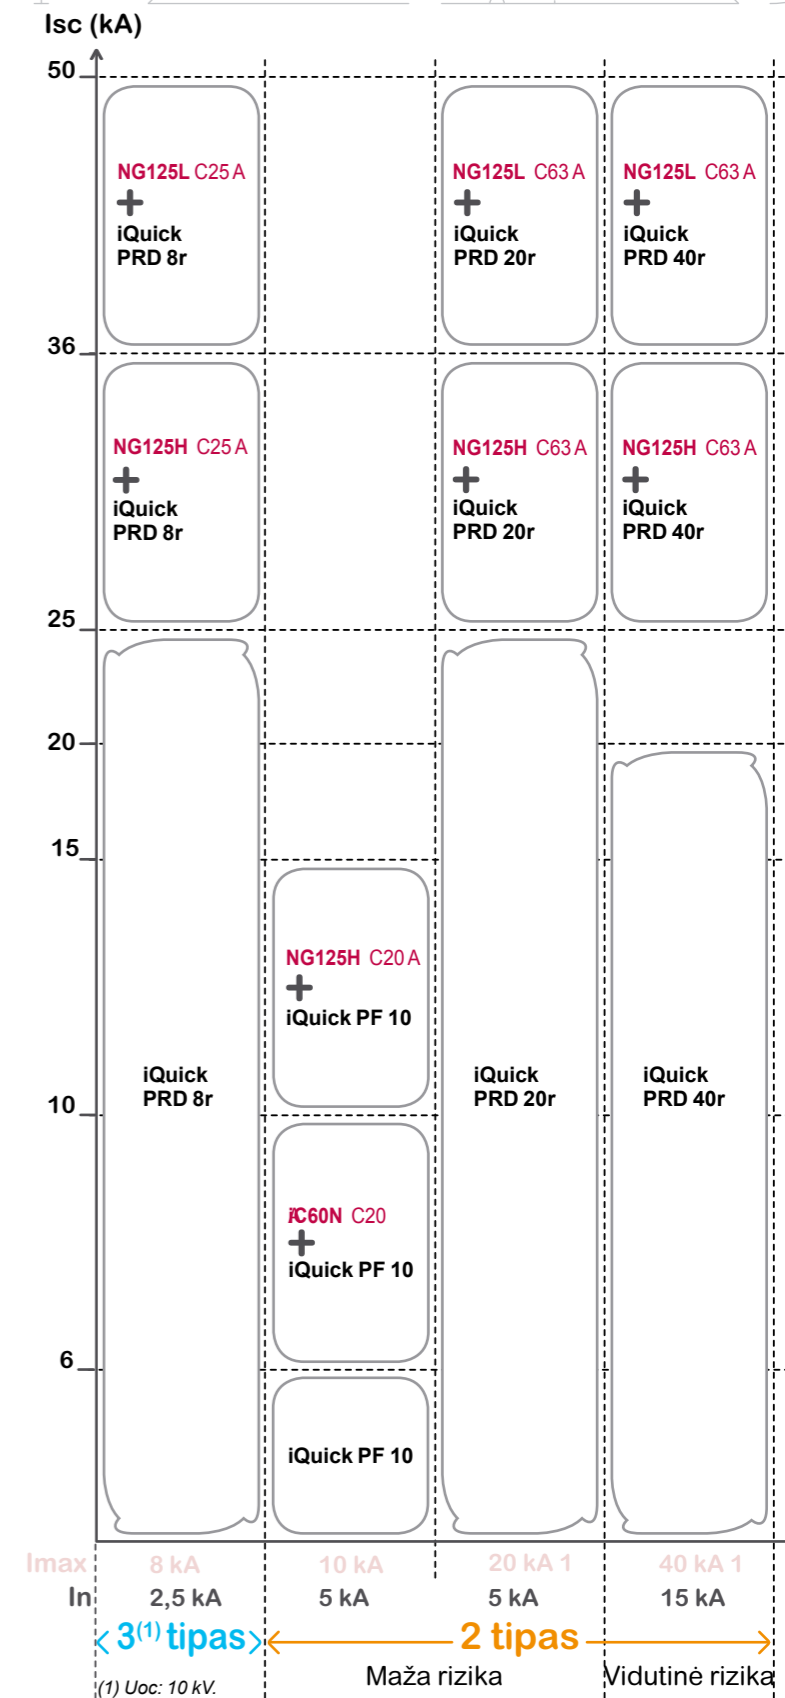 Isc (kA)
50
NG125L C25 A
+
iQuick
PRD 8r
NG125L C63 A
+
iQuick
PRD 20r
NG125L C63 A
+
iQuick
PRD 40r
36
NG125H C25 A
+
iQuick
PRD 8r
NG125H C63 A
+
iQuick
PRD 20r
NG125H C63 A
+
iQuick
PRD 40r
25
20
15
NG125H C20 A
+
iQuick PF 10
iQuick
PRD 8r
iQuick
PRD 20r
iQuick
PRD 40r
10
iC60N C20
+
iQuick PF 10
6
iQuick PF 10
Imax 8 kA 10 kA 20 kA 1 40 kA 1
In 2,5 kA 5 kA 5 kA 15 kA
3(1) tipas 2 tipas
Maža rizika Vidutinė rizika
(1) Uoc: 10 kV.